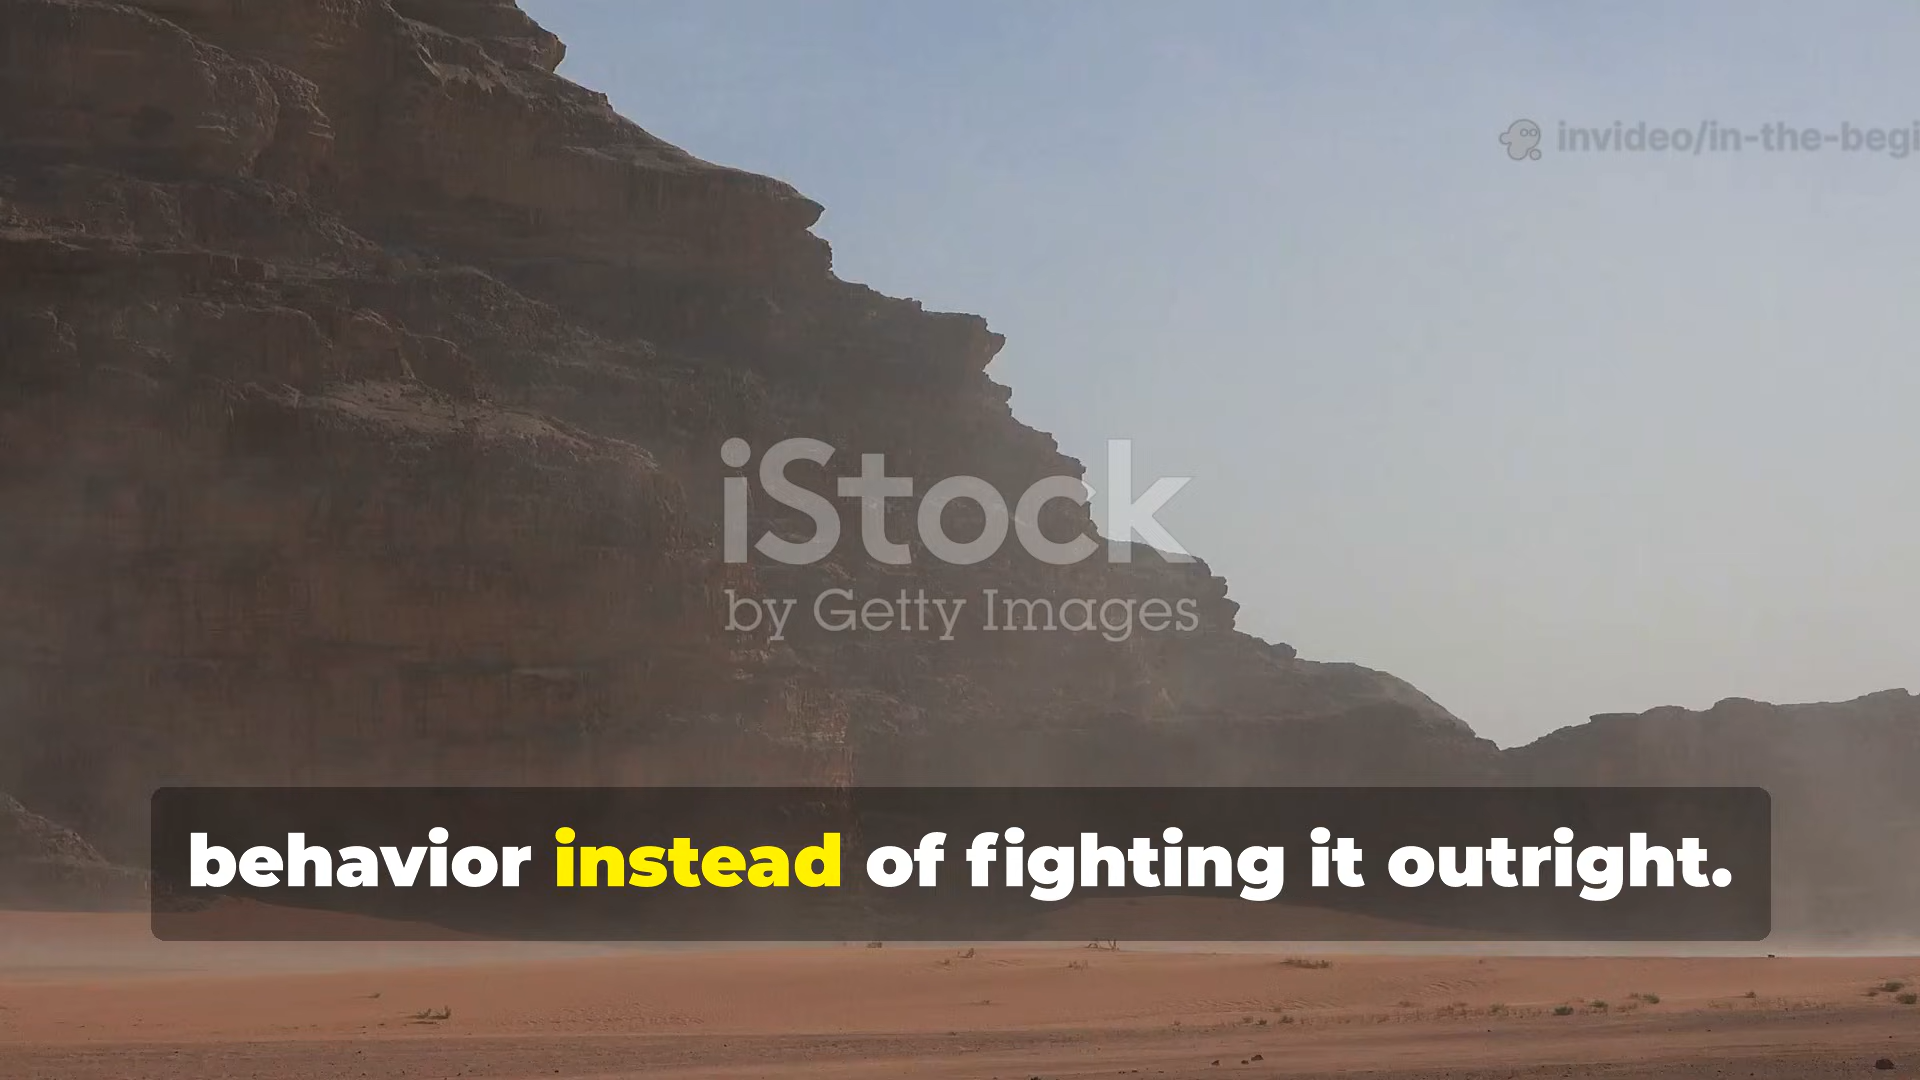 invideo/in-the-begi
iStock
by Getty Images
behavior instead of fighting it outright.